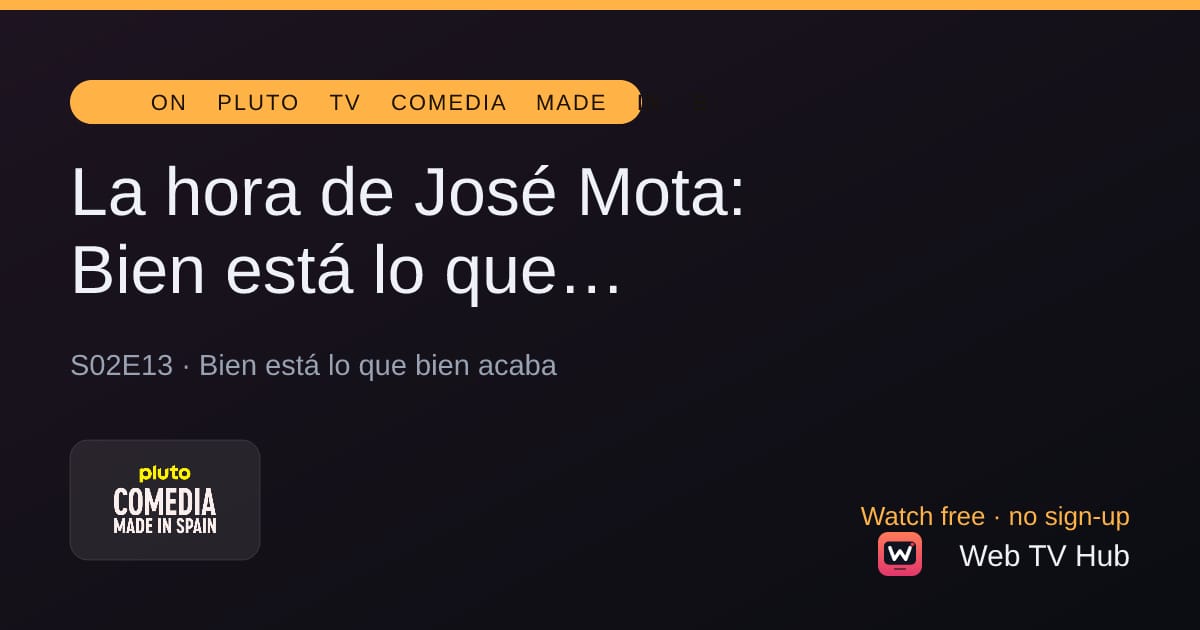 ON PLUTO TV COMEDIA MADE
La hora de José Mota:
Bien está lo que…
S02E13 · Bien está lo que bien acaba
pluto
COMEDIA
MADE IN SPAIN
Watch free · no sign-up
W
Web TV Hub